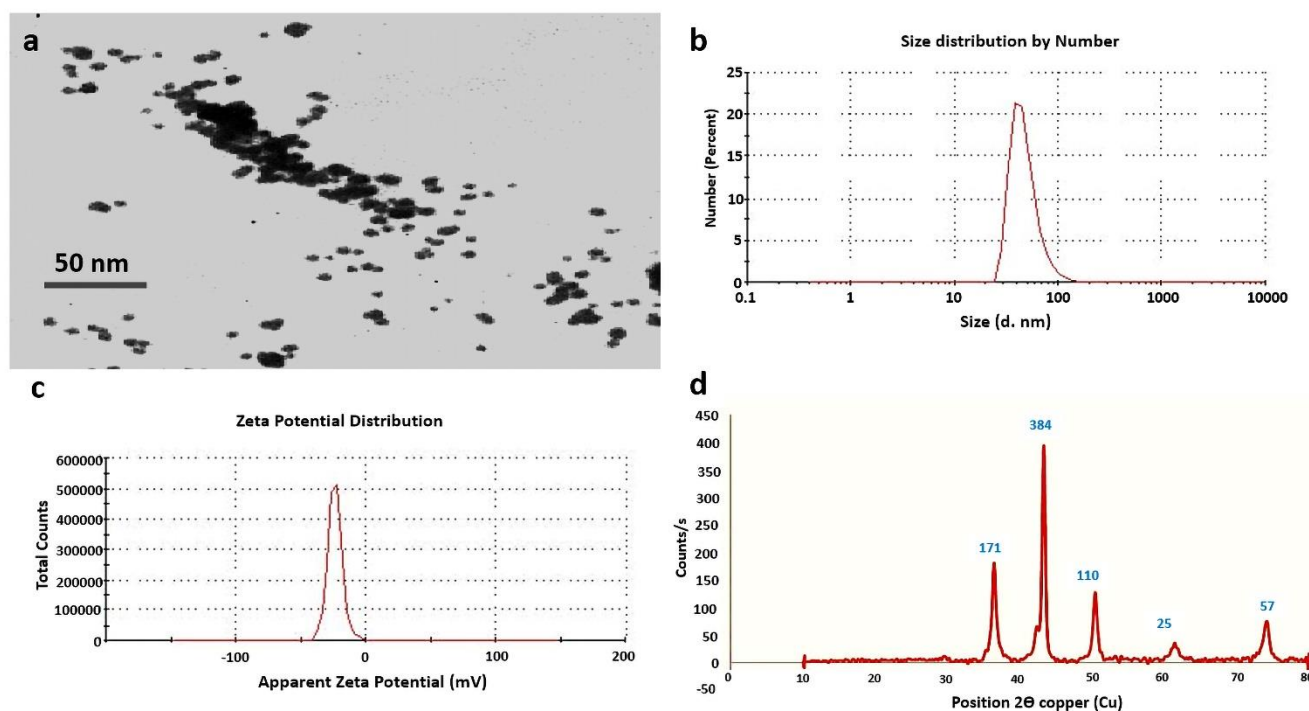 a
50 nm
b
Size distribution by Number
Number (Percent)
25
20
15
10
5
0
0.1 1 10 100 1000 10000
Size (d. nm)
c
Zeta Potential Distribution
Total Counts
600000
500000
400000
300000
200000
100000
0
-100 0 100 200
Apparent Zeta Potential (mV)
d
Counts/s
450
400
350
300
250
200
150
100
50
0
-50
384
171
110
25
57
0 10 20 30 40 50 60 70 80
Position 2Θ copper (Cu)